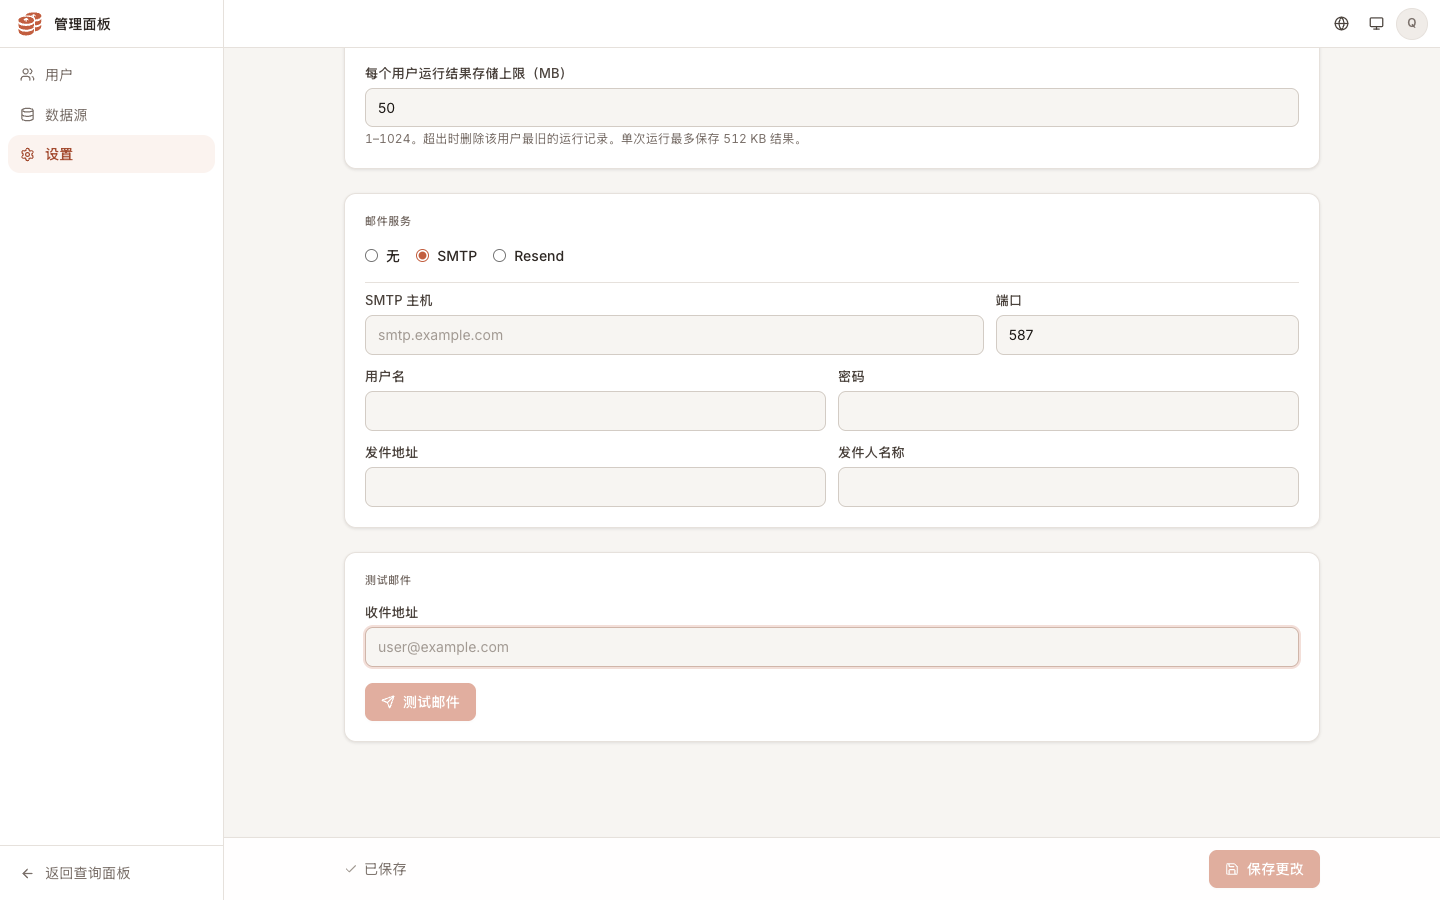 管理面板
Q
用户
数据源
设置
每个用户运行结果存储上限（MB）
50
1–1024。超出时删除该用户最旧的运行记录。单次运行最多保存 512 KB 结果。
邮件服务
无 SMTP Resend
SMTP 主机 端口
smtp.example.com 587
用户名 密码
发件地址 发件人名称
测试邮件
收件地址
user@example.com
测试邮件
返回查询面板
已保存 保存更改